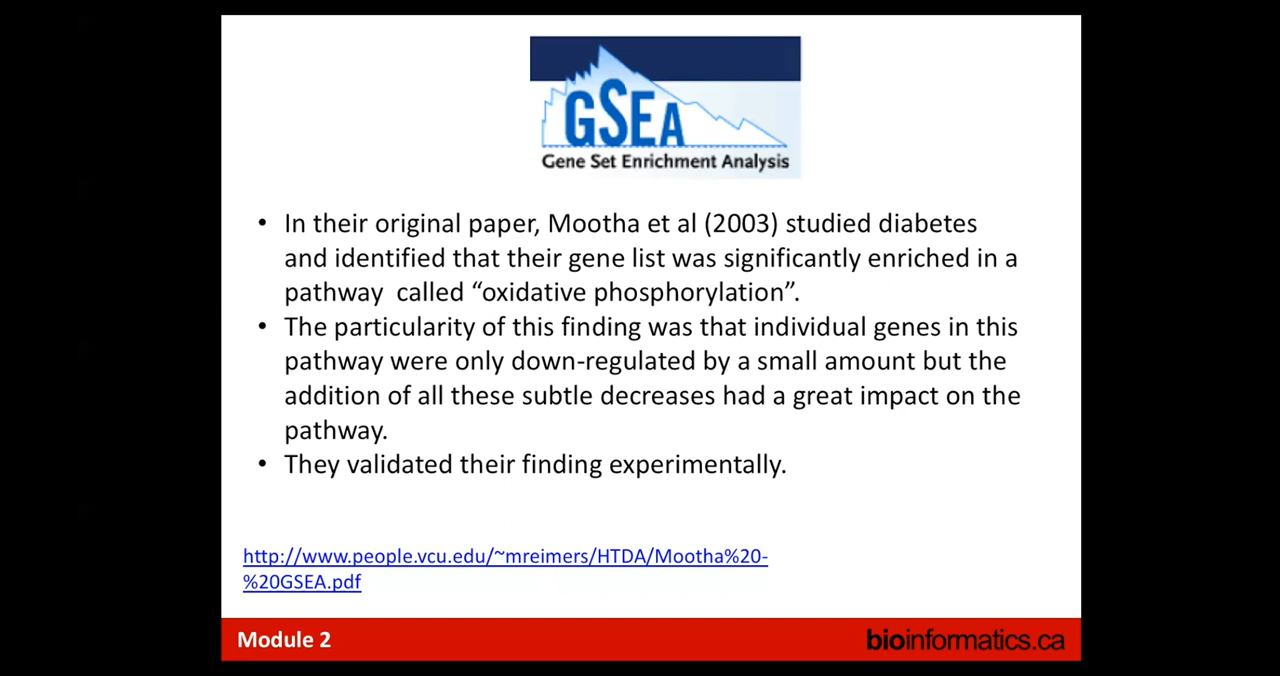 GSEA
Gene Set Enrichment Analysis
• In their original paper, Mootha et al (2003) studied diabetes
and identified that their gene list was significantly enriched in a
pathway called “oxidative phosphorylation”.
• The particularity of this finding was that individual genes in this
pathway were only down-regulated by a small amount but the
addition of all these subtle decreases had a great impact on the
pathway.
• They validated their finding experimentally.
http://www.people.vcu.edu/~mreimers/HTDA/Mootha%20-
%20GSEA.pdf
Module 2
bioinformatics.ca